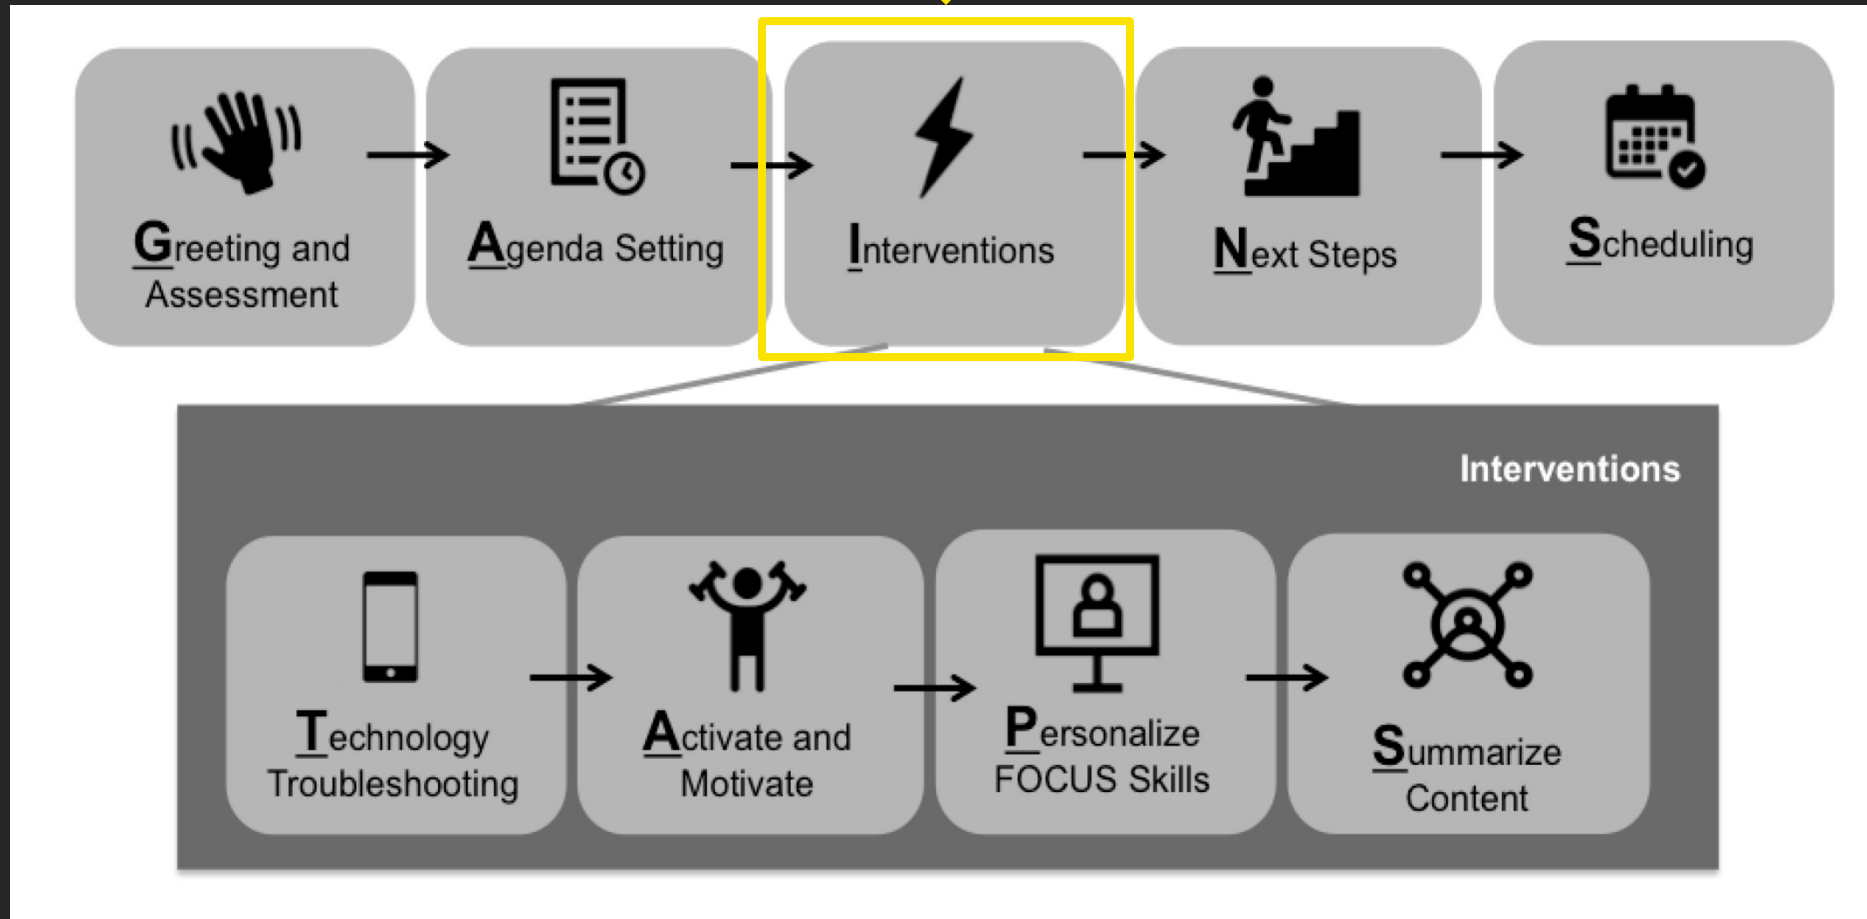 Greeting and
Assessment
Agenda Setting
Interventions
Next Steps
Scheduling
Interventions
Technology
Troubleshooting
Activate and
Motivate
Personalize
FOCUS Skills
Summarize
Content